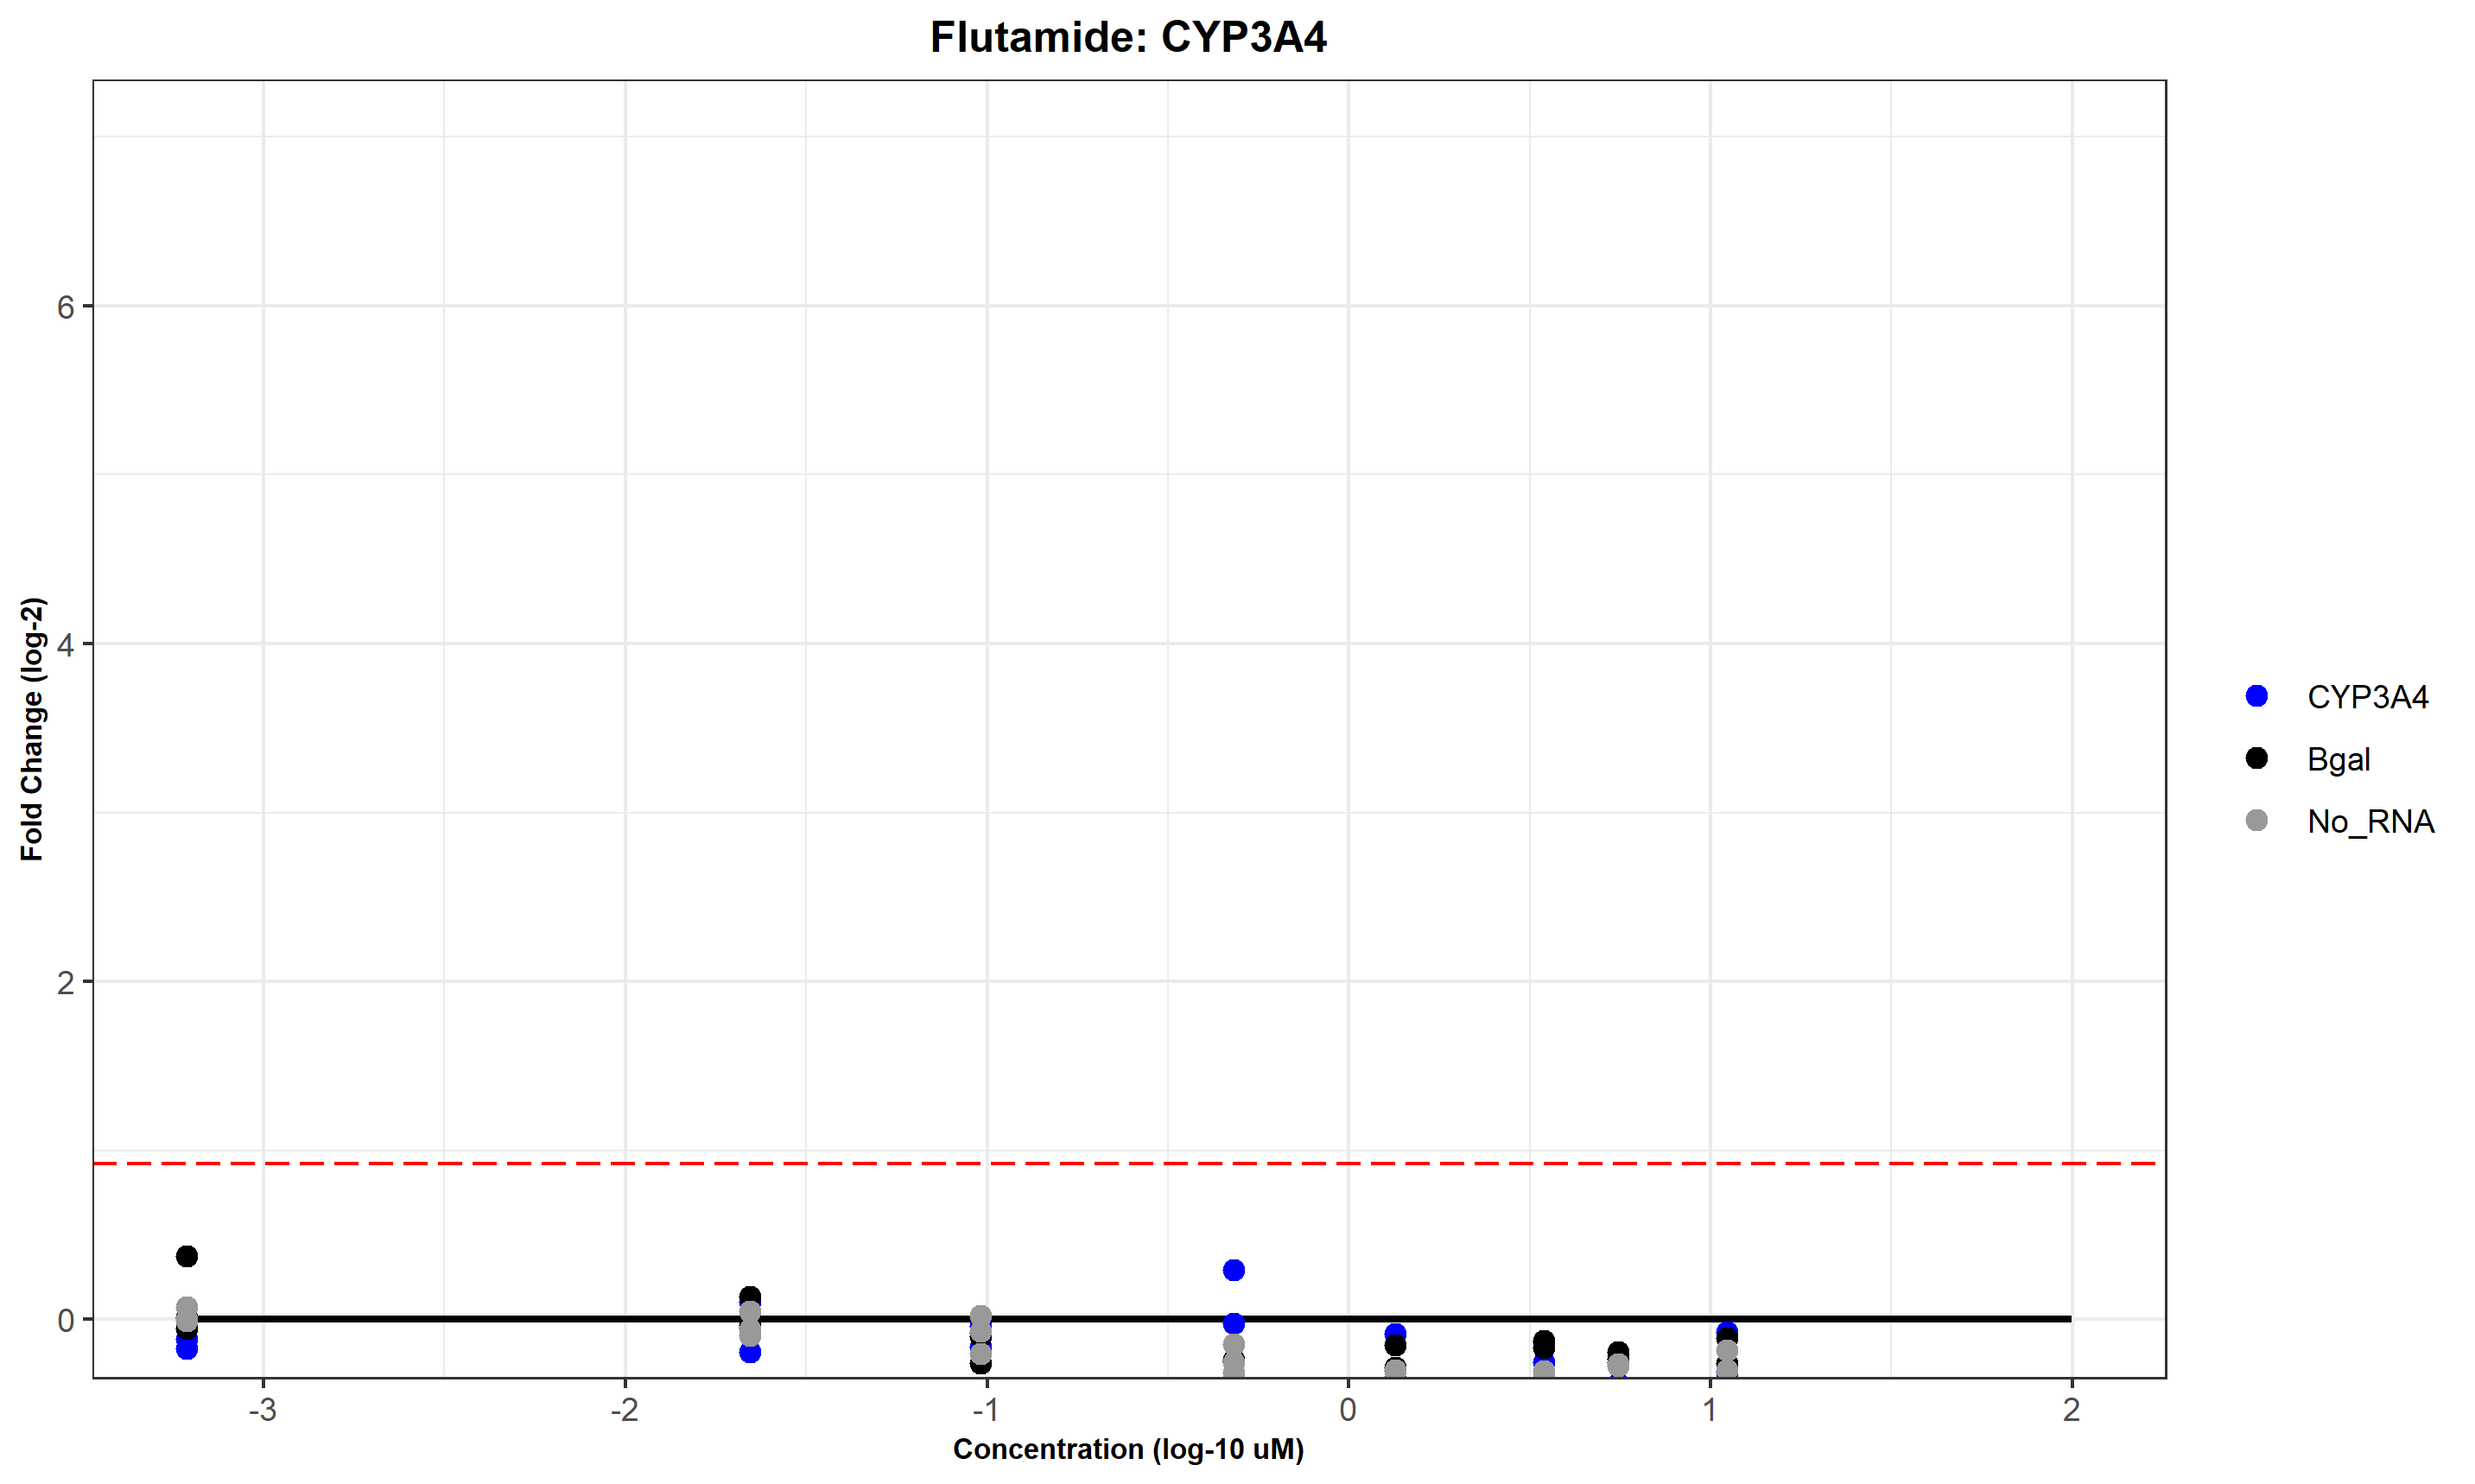 Flutamide: CYP3A4
Fold Change (log-2)
6
4
2
0
-3
-2
-1
0
1
2
Concentration (log-10 uM)
CYP3A4
Bgal
No_RNA